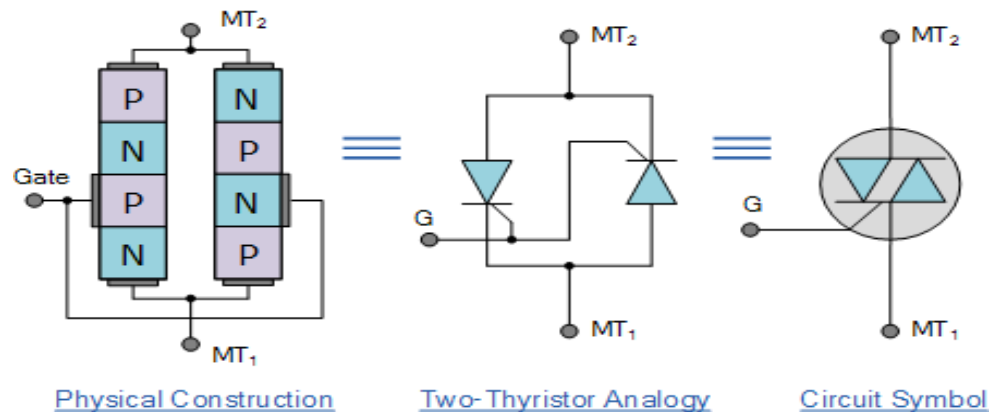 MT₂
P N
N P
Gate
P N
N P
MT₁
Physical Construction
MT₂
G
MT₁
Two-Thyristor Analogy
MT₂
G
MT₁
Circuit Symbol